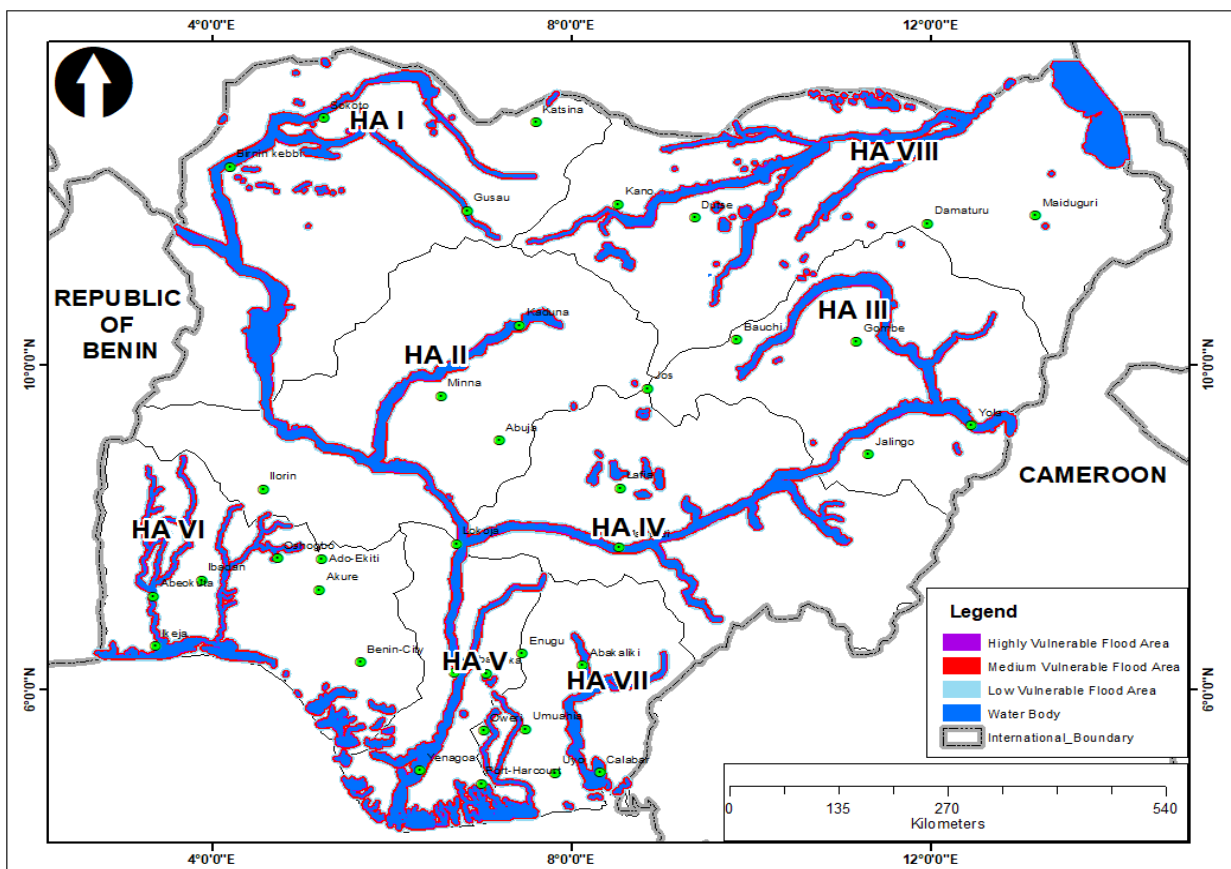 4°0'0"E 8°0'0"E 12°0'0"E
Sokoto
HA I
Katsina
Birnin kebbi
HA VIII
Gusau
Kano
Dutse
Damaturu
Maiduguri
REPUBLIC
OF
BENIN
Kaduna
HA II
HA III
Bauchi
Gombe
10°0'0"N
10°0'0"N
Minna
Jos
Abuja
Yola
Jalingo
CAMEROON
Ilorin
Lafia
HA VI
Lokoja
HA IV
Oshogbo
Ado-Ekiti
Ibadan
Akure
Abeokuta
Ikeja
Benin-City
HA V
Enugu
Abakaliki
HA VII
6°0'0"N
6°0'0"N
Owerri
Umuahia
Yenagoa
Port-Harcourt
Uyo
Calabar
Legend
Highly Vulnerable Flood Area
Medium Vulnerable Flood Area
Low Vulnerable Flood Area
Water Body
International_Boundary
0 135 270 540
Kilometers
4°0'0"E 8°0'0"E 12°0'0"E